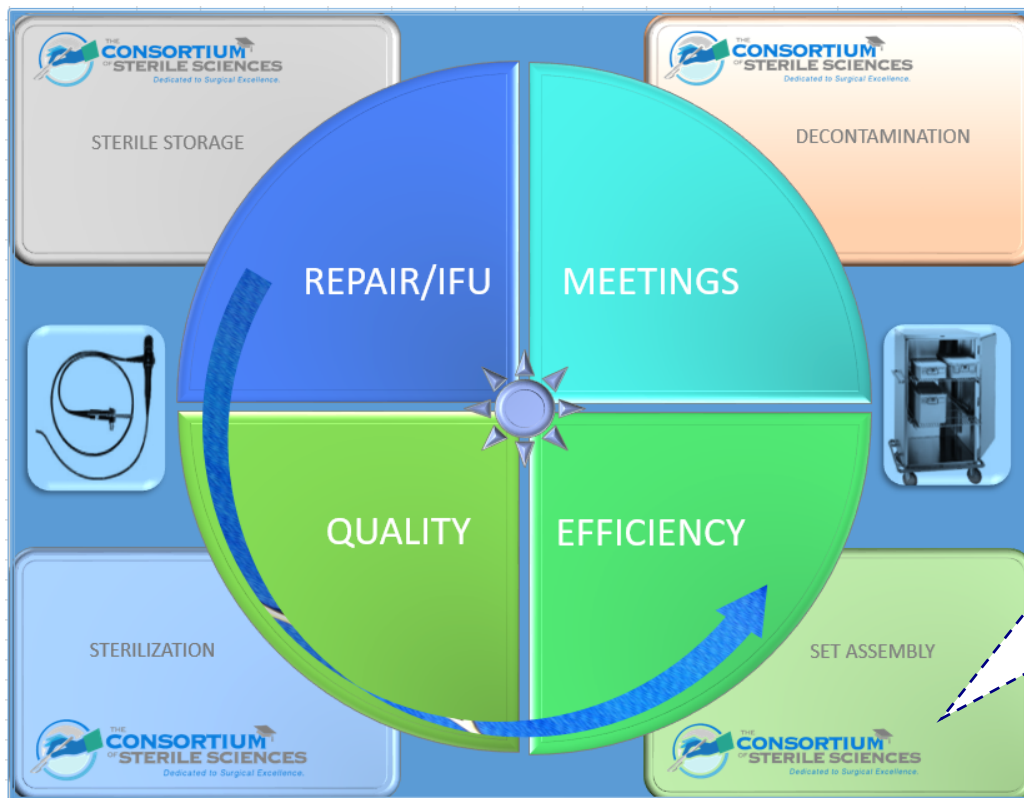 THE
CONSORTIUM
OF STERILE SCIENCES
Dedicated to Surgical Excellence.
STERILE STORAGE
THE
CONSORTIUM
OF STERILE SCIENCES
Dedicated to Surgical Excellence.
DECONTAMINATION
REPAIR/IFU
MEETINGS
QUALITY
EFFICIENCY
STERILIZATION
THE
CONSORTIUM
OF STERILE SCIENCES
Dedicated to Surgical Excellence.
SET ASSEMBLY
THE
CONSORTIUM
OF STERILE SCIENCES
Dedicated to Surgical Excellence.